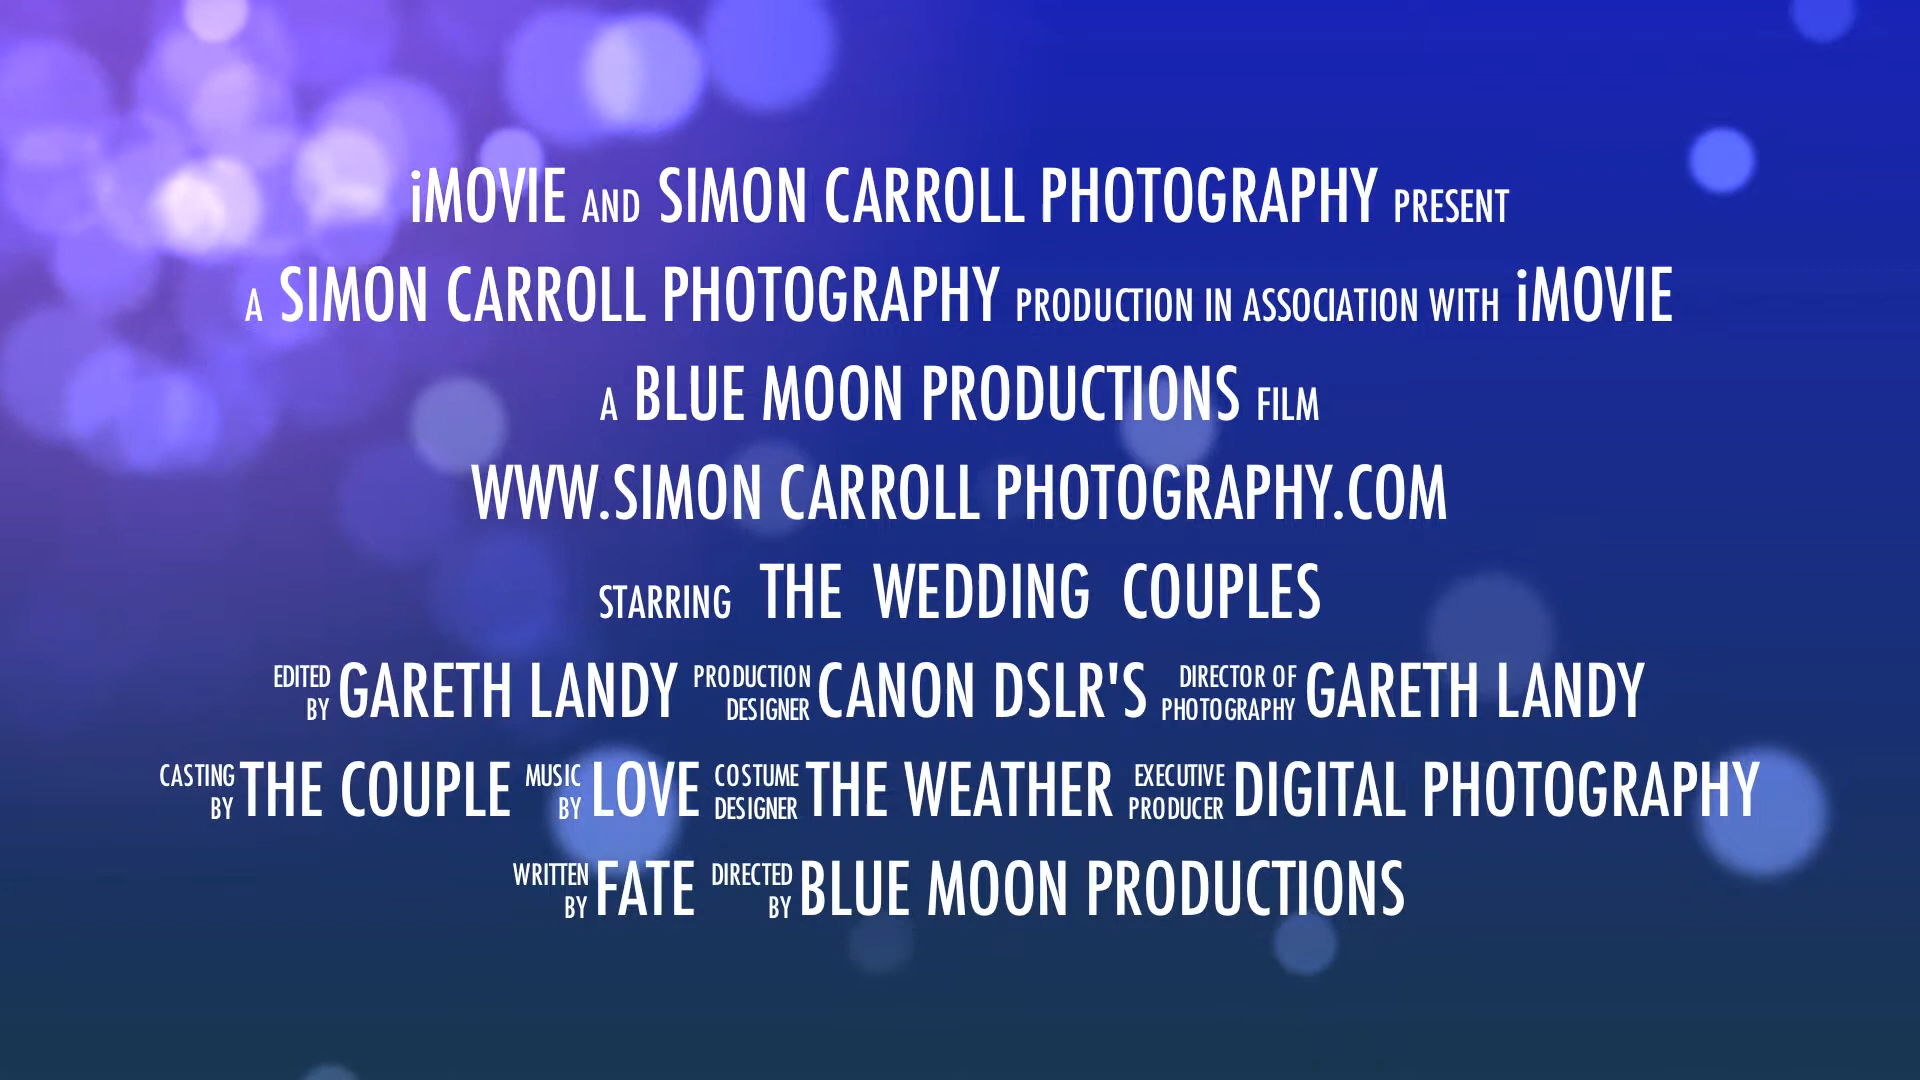 iMOVIE AND SIMON CARROLL PHOTOGRAPHY PRESENT
A SIMON CARROLL PHOTOGRAPHY PRODUCTION IN ASSOCIATION WITH iMOVIE
A BLUE MOON PRODUCTIONS FILM
WWW.SIMON CARROLL PHOTOGRAPHY.COM
STARRING THE WEDDING COUPLES
EDITED BY GARETH LANDY PRODUCTION DESIGNER CANON DSLR'S DIRECTOR OF PHOTOGRAPHY GARETH LANDY
CASTING BY THE COUPLE MUSIC BY LOVE COSTUME DESIGNER THE WEATHER EXECUTIVE PRODUCER DIGITAL PHOTOGRAPHY
WRITTEN BY FATE DIRECTED BY BLUE MOON PRODUCTIONS